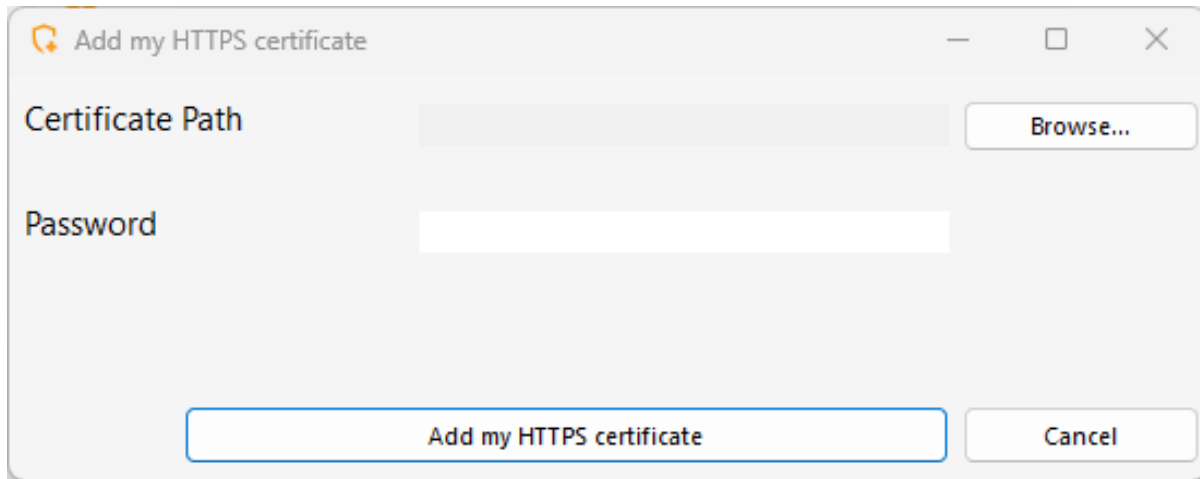 Add my HTTPS certificate
Certificate Path
Browse...
Password
Add my HTTPS certificate
Cancel